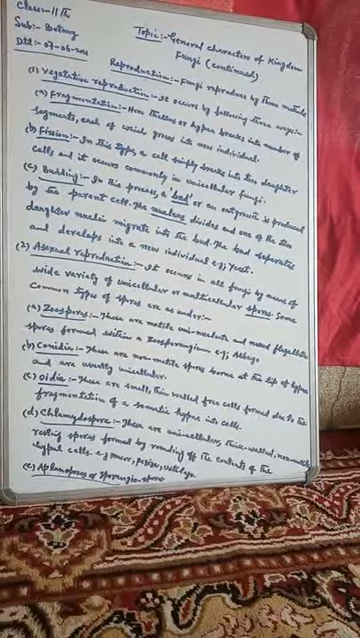 Class:-11th
Sub:- Botany
Dtd:- 07-06-201
Topic:- General characters of Kingdom
Fungi (continued)
Reproduction:- Fungi reproduces by three methods
(1) Vegetative reproduction:- It occurs by following three ways:-
(a) Fragmentation:- Here thallus or hypha breaks into number of
segments, each of which grows into new individual.
(b) Fission:- In this type, a cell simply breaks into two daughter
cells and it occurs commonly in unicellular fungi.
(c) Budding:- In this process, a 'bud' or an outgrowth is produced
by the parent cell. The nucleus divides and one of the two
daughter nuclei migrate into the bud. The bud separates
and develops into a new individual e.g; Yeast.
(2) Asexual reproduction:- It occurs in all fungi by means of
wide variety of unicellular or multicellular spores. Some
Common types of spores are as under:-
(a) Zoospores:- These are motile uni-nucleate and naked flagellate
spores formed within a zoosporangium e.g;
(b) Conidia:- These are non-motile spores borne at the tip of hypha
and are usually unicellular.
(c) Oidia:- These are small, thin walled free cells formed due to the
fragmentation of a somatic hypha into cells.
(d) Chlamydospore:- These are unicellular, thick-walled, non-motile
resting spores formed by rounding off the contents of the
hyphal cells. e.g mucor,
(e) Aplanospores or sporangio-spore